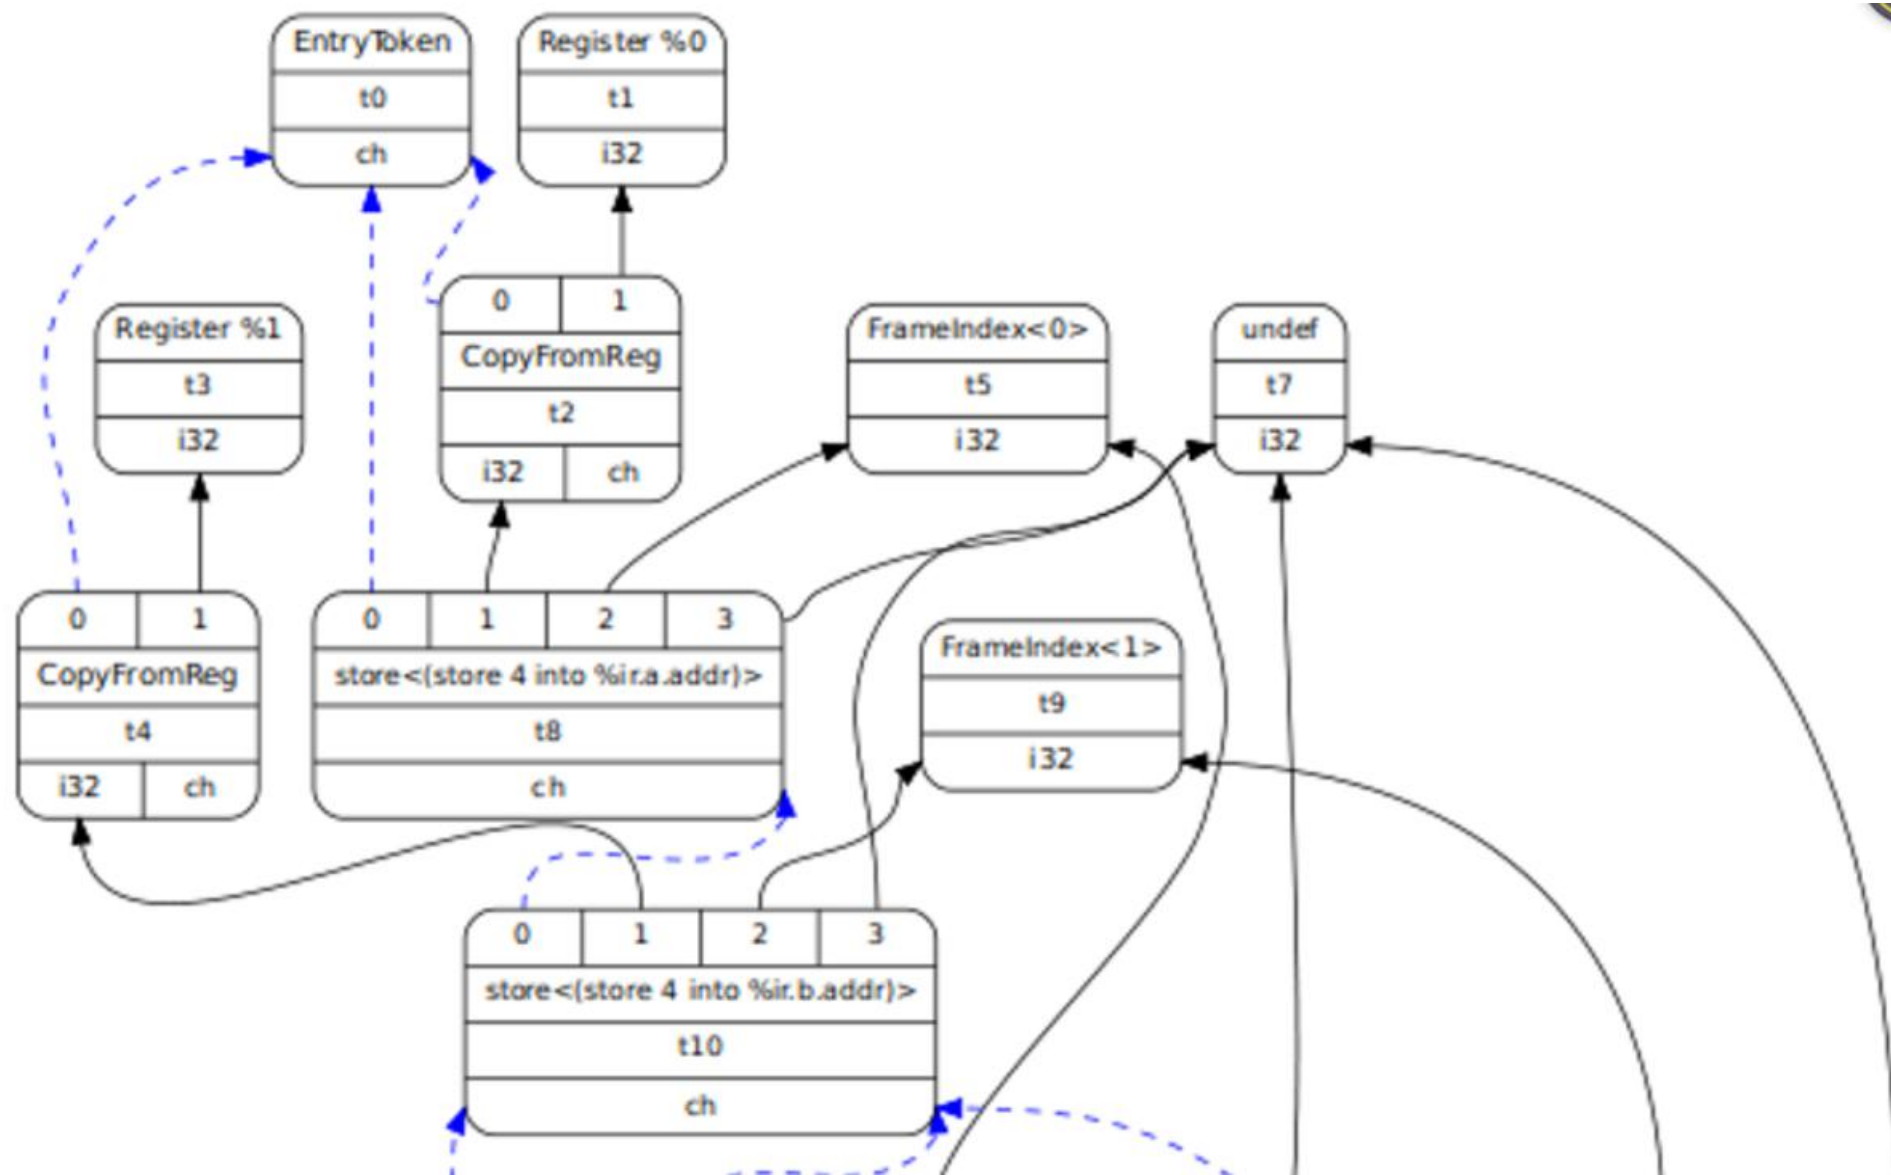 EntryToken
t0
ch
Register %0
t1
i32
0 1
CopyFromReg
t2
i32 ch
Register %1
t3
i32
FrameIndex<0>
t5
i32
undef
t7
i32
0 1
CopyFromReg
t4
i32 ch
0 1 2 3
store<(store 4 into %ir.a.addr)>
t8
ch
FrameIndex<1>
t9
i32
0 1 2 3
store<(store 4 into %ir.b.addr)>
t10
ch